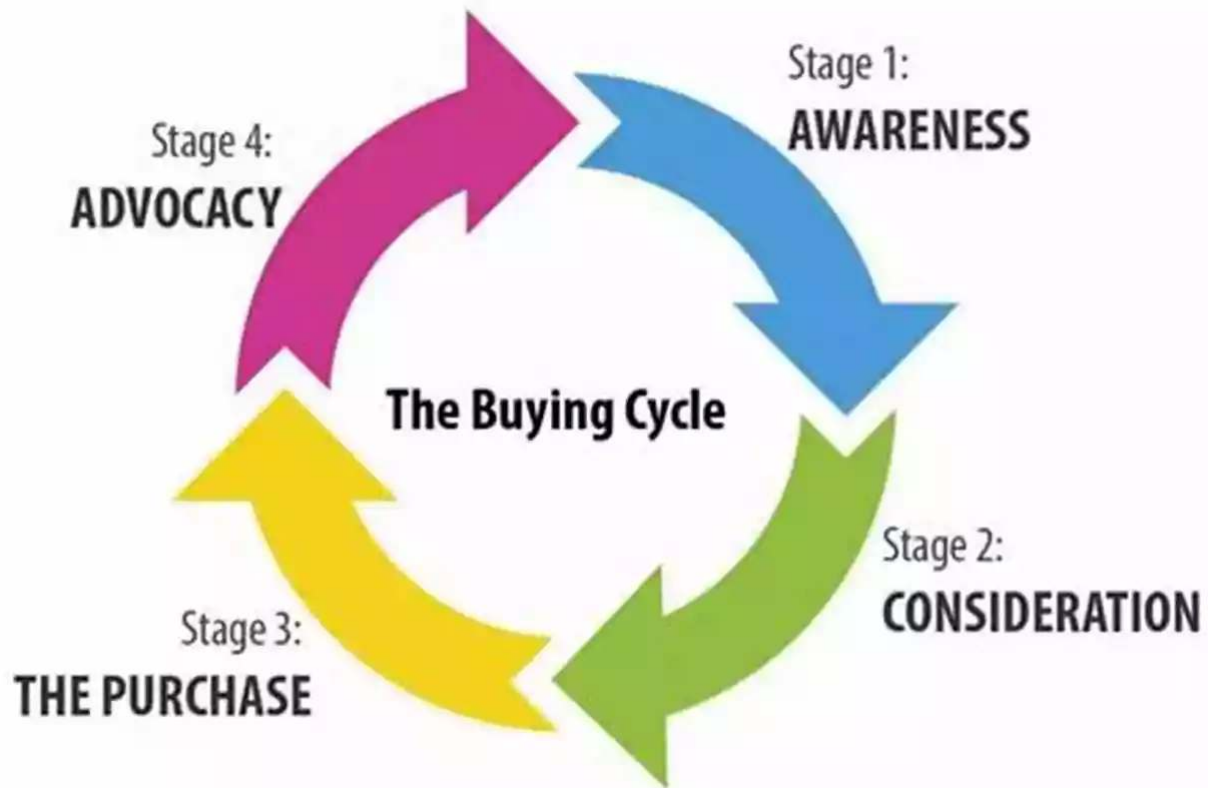 Stage 1:
AWARENESS
Stage 2:
CONSIDERATION
Stage 3:
THE PURCHASE
Stage 4:
ADVOCACY
The Buying Cycle